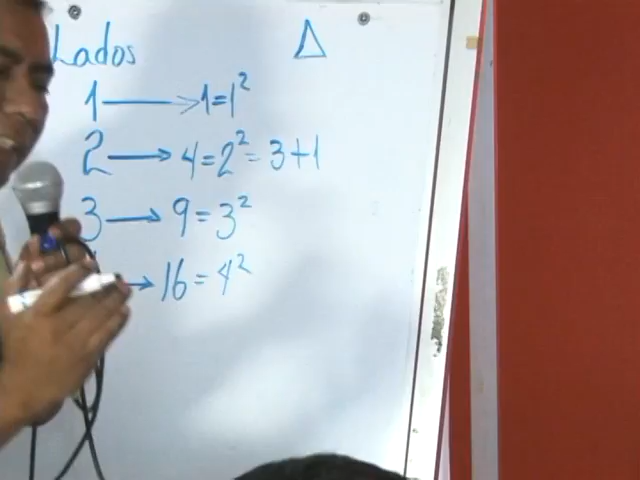 Lados Δ
1 → 1=1²
2 → 4=2²=3+1
3 → 9=3²
→ 16=4²